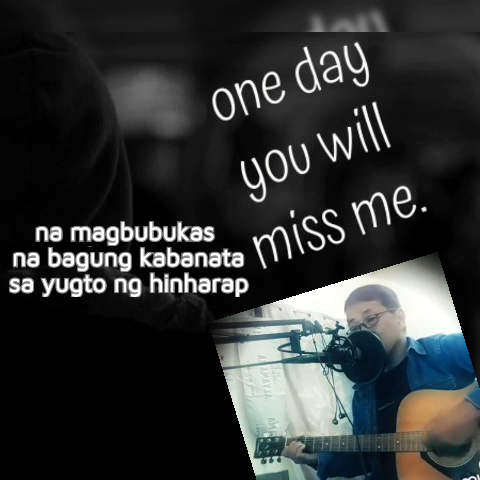 one day
you will
miss me.
na magbubukas
na bagung kabanata
sa yugto ng hinharap